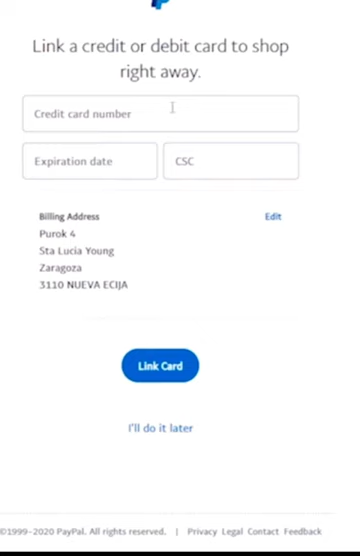 Link a credit or debit card to shop
right away.
Credit card number
Expiration date CSC
Billing Address Edit
Purok 4
Sta Lucia Young
Zaragoza
3110 NUEVA ECIJA
Link Card
I'll do it later
©1999-2020 PayPal. All rights reserved. | Privacy Legal Contact Feedback